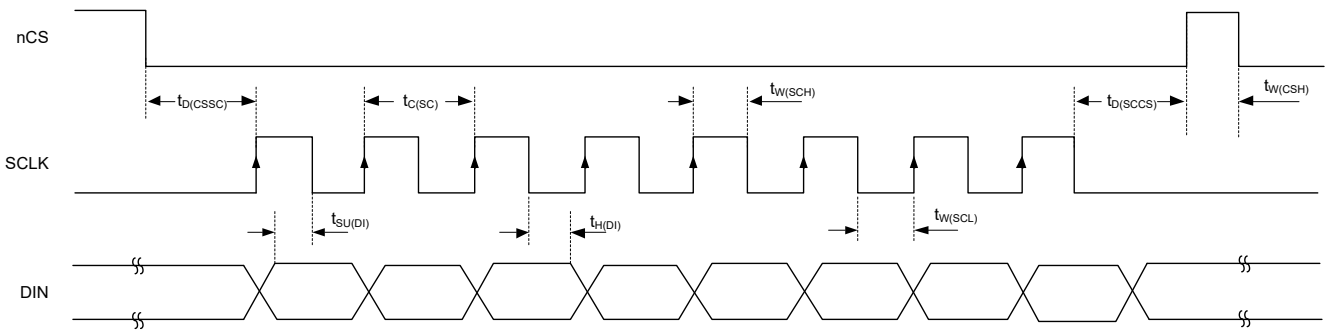 nCS
tD(CSSC)
tC(SC)
tW(SCH)
tD(SCCS)
tW(CSH)
SCLK
tSU(DI)
tH(DI)
tW(SCL)
DIN